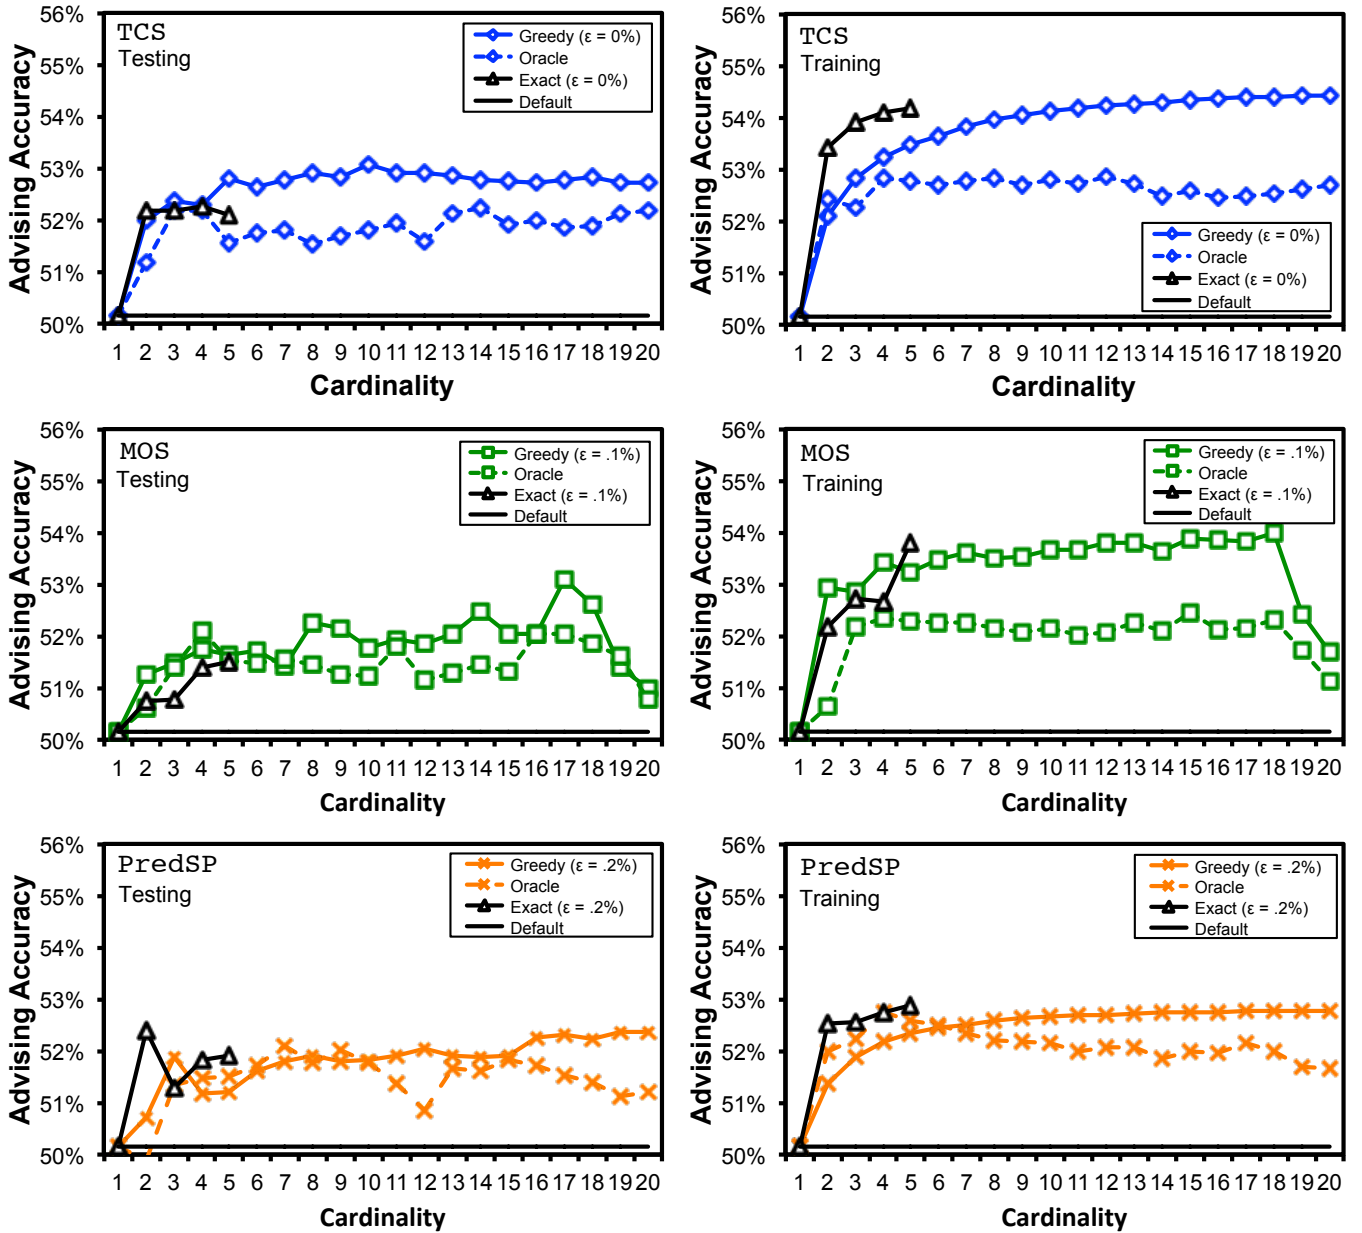 56%
55%
54%
53%
52%
51%
50%
Advising Accuracy
TCS
Testing
Greedy (ε = 0%)
Oracle
Exact (ε = 0%)
Default
1 2 3 4 5 6 7 8 9 10 11 12 13 14 15 16 17 18 19 20
Cardinality
56%
55%
54%
53%
52%
51%
50%
Advising Accuracy
TCS
Training
Greedy (ε = 0%)
Oracle
Exact (ε = 0%)
Default
1 2 3 4 5 6 7 8 9 10 11 12 13 14 15 16 17 18 19 20
Cardinality
56%
55%
54%
53%
52%
51%
50%
Advising Accuracy
MOS
Testing
Greedy (ε = .1%)
Oracle
Exact (ε = .1%)
Default
1 2 3 4 5 6 7 8 9 10 11 12 13 14 15 16 17 18 19 20
Cardinality
56%
55%
54%
53%
52%
51%
50%
Advising Accuracy
MOS
Training
Greedy (ε = .1%)
Oracle
Exact (ε = .1%)
Default
1 2 3 4 5 6 7 8 9 10 11 12 13 14 15 16 17 18 19 20
Cardinality
56%
55%
54%
53%
52%
51%
50%
Advising Accuracy
PredSP
Testing
Greedy (ε = .2%)
Oracle
Exact (ε = .2%)
Default
1 2 3 4 5 6 7 8 9 10 11 12 13 14 15 16 17 18 19 20
Cardinality
56%
55%
54%
53%
52%
51%
50%
Advising Accuracy
PredSP
Training
Greedy (ε = .2%)
Oracle
Exact (ε = .2%)
Default
1 2 3 4 5 6 7 8 9 10 11 12 13 14 15 16 17 18 19 20
Cardinality